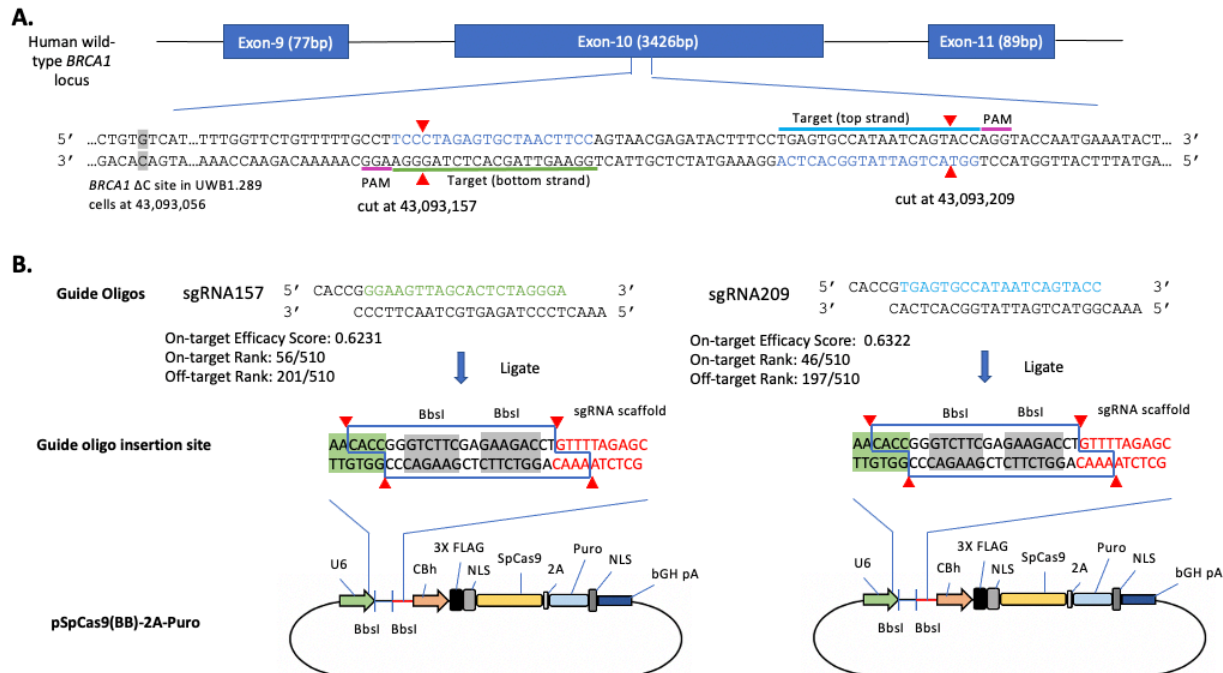 A.
Human wild-
type BRCA1
locus
Exon-9 (77bp)
Exon-10 (3426bp)
Exon-11 (89bp)
Target (top strand)
PAM
5′ …CTGTGTCAT…TTTGGTTCTGTTTTTGCCTTCCCTAGAGTGCTAACTTCCAGTAACGAGATACTTTCCTGAGTGCCATAATCAGTACCAGGTACCAATGAAATACT… 3′
3′ …GACACAGTA…AAACCAAGACAAAAACGGAAGGGATCTCACGATTGAAGGTCATTGCTCTATGAAAGGACTCACGGTATTAGTCATGGTCCATGGTTACTTTATGA… 5′
BRCA1 ΔC site in UWB1.289
cells at 43,093,056
PAM
Target (bottom strand)
cut at 43,093,157
cut at 43,093,209
B.
Guide Oligos
sgRNA157
5′ CACCGGGAAGTTAGCACTCTAGGGA 3′
3′ CCCTTCAATCGTGAGATCCCTCAAA 5′
On-target Efficacy Score: 0.6231
On-target Rank: 56/510
Off-target Rank: 201/510
Ligate
sgRNA209
5′ CACCGTGAGTGCCATAATCAGTACC 3′
3′ CACTCACGGTATTAGTCATGGCAAA 5′
On-target Efficacy Score: 0.6322
On-target Rank: 46/510
Off-target Rank: 197/510
Ligate
Guide oligo insertion site
BbsI
BbsI
sgRNA scaffold
AACACCGGGTCTTCGAGAAGACCTGTTTTAGAGC
TTGTGGCCCAGAAGCTCTTCTGGACAAAATCTCG
BbsI
BbsI
sgRNA scaffold
AACACCGGGTCTTCGAGAAGACCTGTTTTAGAGC
TTGTGGCCCAGAAGCTCTTCTGGACAAAATCTCG
pSpCas9(BB)-2A-Puro
U6
BbsI
BbsI
CBh
3X FLAG
NLS
SpCas9
2A
Puro
NLS
bGH pA
U6
BbsI
BbsI
CBh
3X FLAG
NLS
SpCas9
2A
Puro
NLS
bGH pA